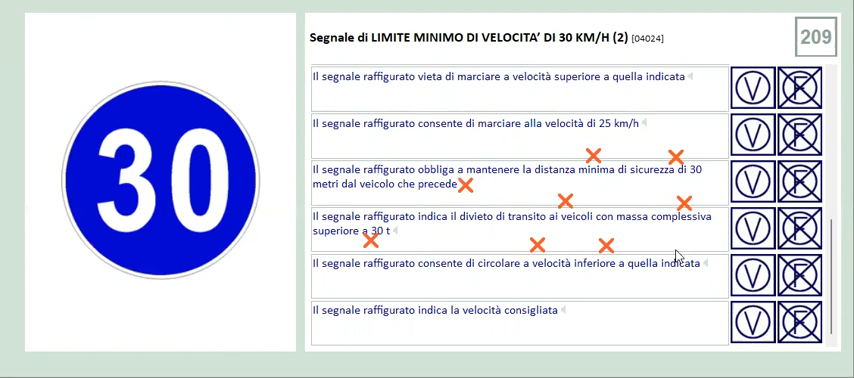 Segnale di LIMITE MINIMO DI VELOCITA' DI 30 KM/H (2) [04024]
209
30
Il segnale raffigurato vieta di marciare a velocità superiore a quella indicata
V F
Il segnale raffigurato consente di marciare alla velocità di 25 km/h
V F
Il segnale raffigurato obbliga a mantenere la distanza minima di sicurezza di 30
metri dal veicolo che precede
V F
Il segnale raffigurato indica il divieto di transito ai veicoli con massa complessiva
superiore a 30 t
V F
Il segnale raffigurato consente di circolare a velocità inferiore a quella indicata
V F
Il segnale raffigurato indica la velocità consigliata
V F